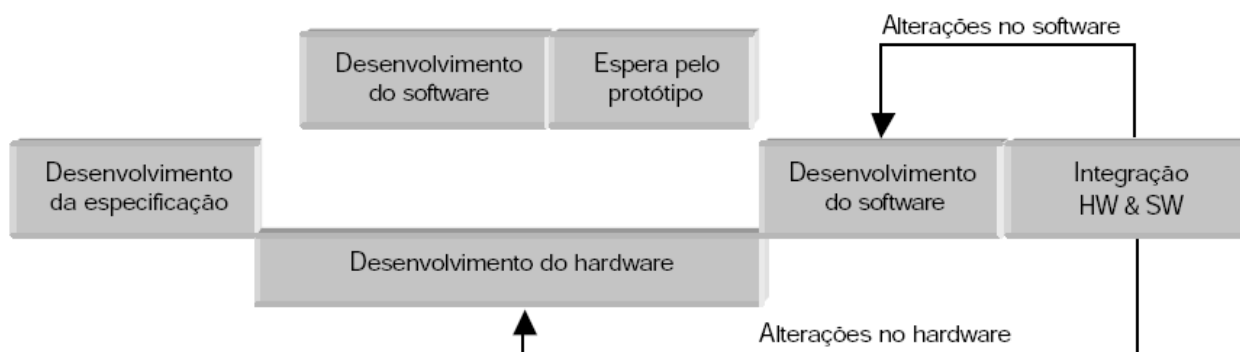 Alterações no software
Desenvolvimento
do software
Espera pelo
protótipo
Desenvolvimento
da especificação
Desenvolvimento
do software
Integração
HW & SW
Desenvolvimento do hardware
Alterações no hardware